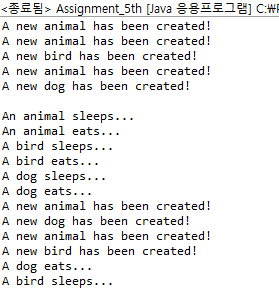 <종료됨> Assignment_5th [Java 응용프로그램] C:₩
A new animal has been created!
A new animal has been created!
A new bird has been created!
A new animal has been created!
A new dog has been created!

An animal sleeps...
An animal eats...
A bird sleeps...
A bird eats...
A dog sleeps...
A dog eats...
A new animal has been created!
A new dog has been created!
A new animal has been created!
A new bird has been created!
A dog eats...
A bird sleeps...